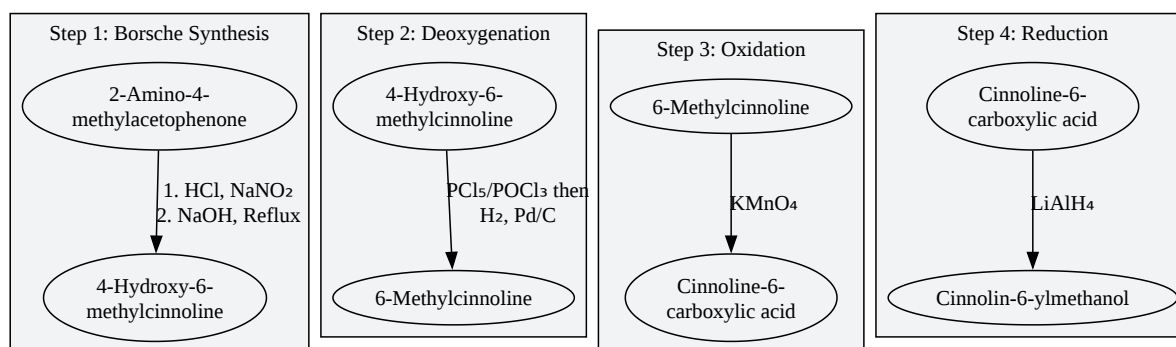 Step 1: Borsche Synthesis
2-Amino-4-
methylacetophenone
1. HCl, NaNO₂
2. NaOH, Reflux
4-Hydroxy-6-
methylcinnoline
Step 2: Deoxygenation
4-Hydroxy-6-
methylcinnoline
PCl₅/POCl₃ then
H₂, Pd/C
6-Methylcinnoline
Step 3: Oxidation
6-Methylcinnoline
KMnO₄
Cinnoline-6-
carboxylic acid
Step 4: Reduction
Cinnoline-6-
carboxylic acid
LiAlH₄
Cinnolin-6-ylmethanol